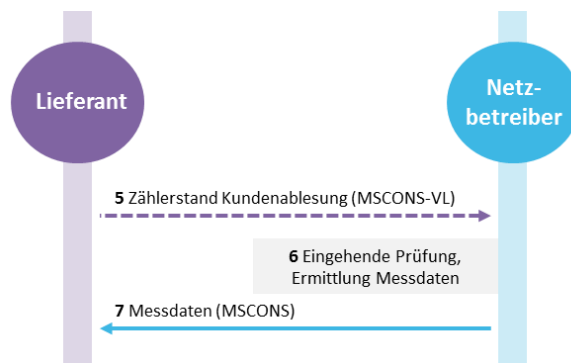 Lieferant
Netz-
betreiber
5 Zählerstand Kundenablesung (MSCONS-VL)
6 Eingehende Prüfung,
Ermittlung Messdaten
7 Messdaten (MSCONS)